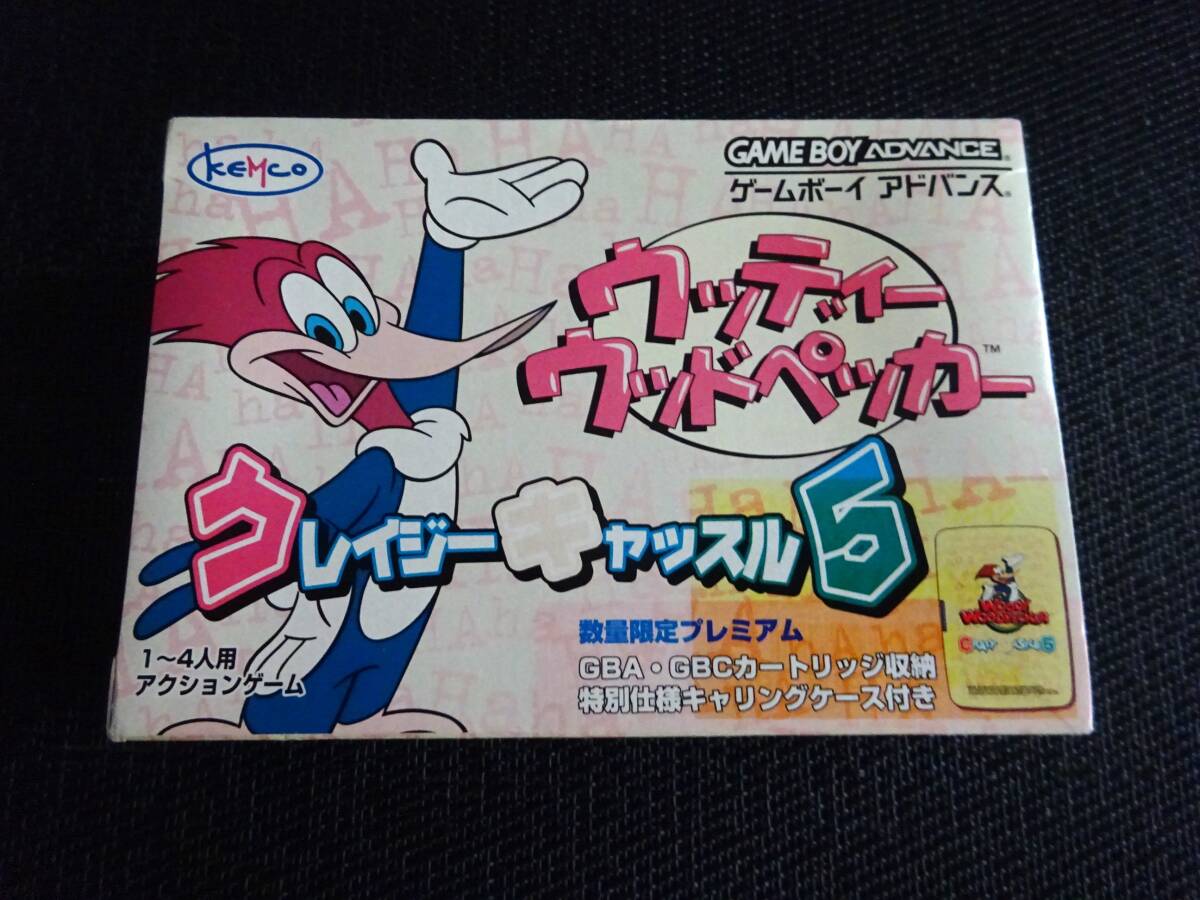 KEMCO
GAME BOY ADVANCE
ゲームボーイ アドバンス
ウッディー
ウッドペッカー™
クレイジーキャッスル5
数量限定プレミアム
GBA・GBCカートリッジ収納
特別仕様キャリングケース付き
1～4人用
アクションゲーム
WOODY
WOODPECKER